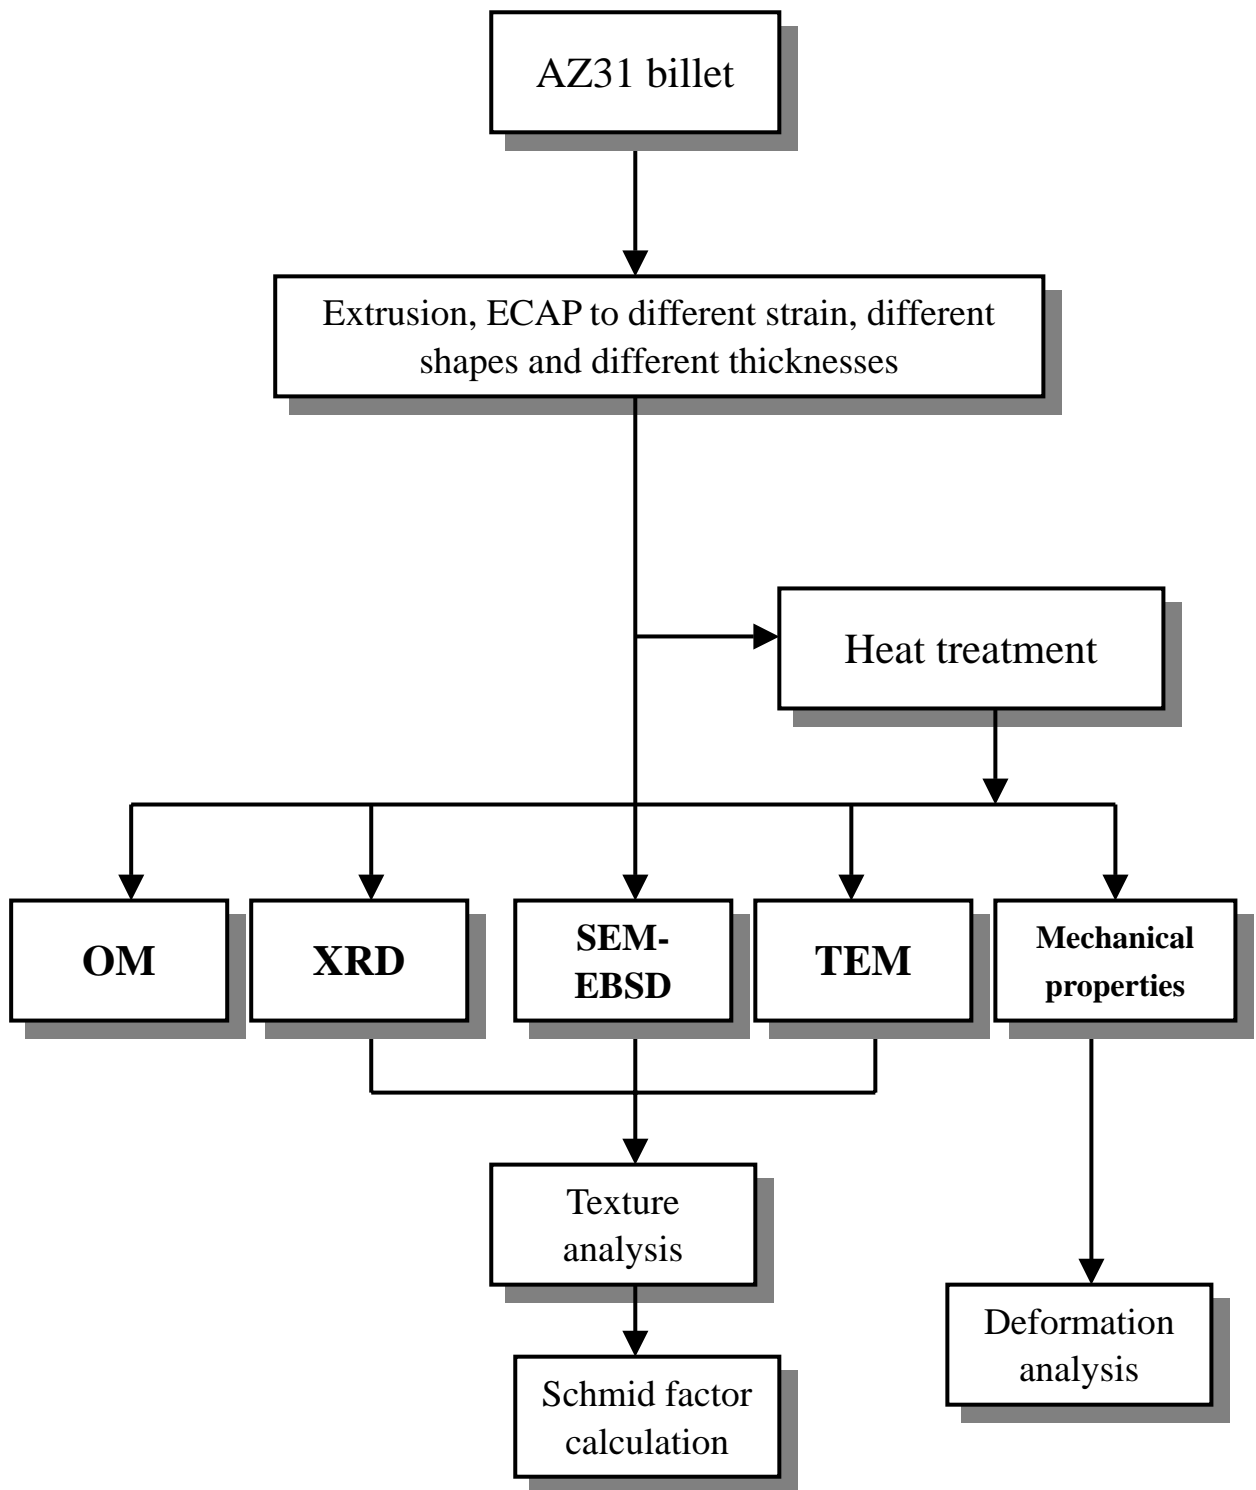 AZ31 billet
Extrusion, ECAP to different strain, different
shapes and different thicknesses
Heat treatment
OM
XRD
SEM-
EBSD
TEM
Mechanical
properties
Texture
analysis
Deformation
analysis
Schmid factor
calculation